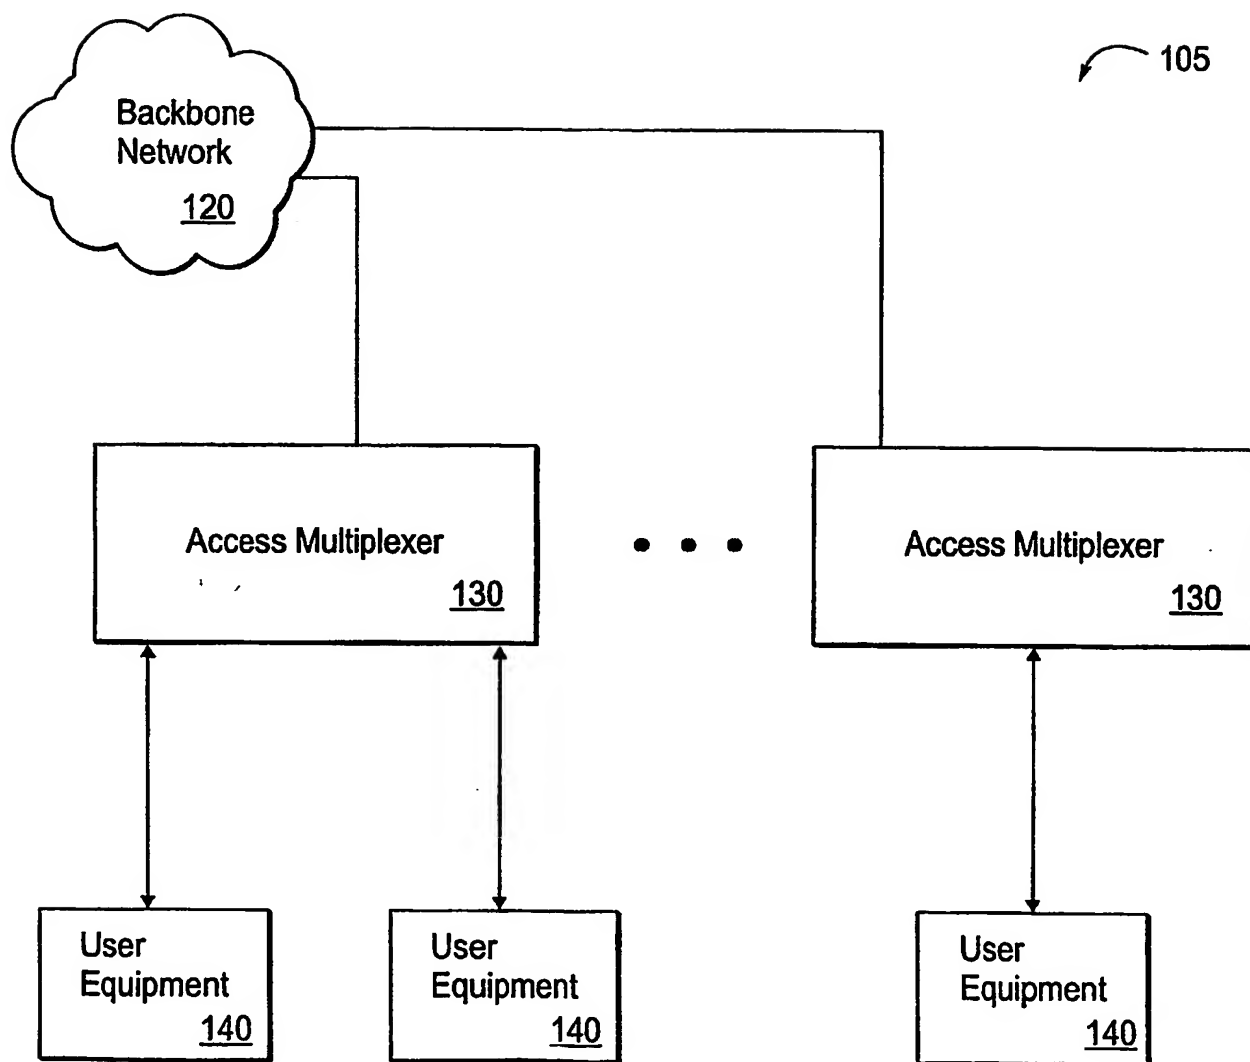 105
Backbone
Network
120
Access Multiplexer
130
Access Multiplexer
130
User
Equipment
140
User
Equipment
140
User
Equipment
140